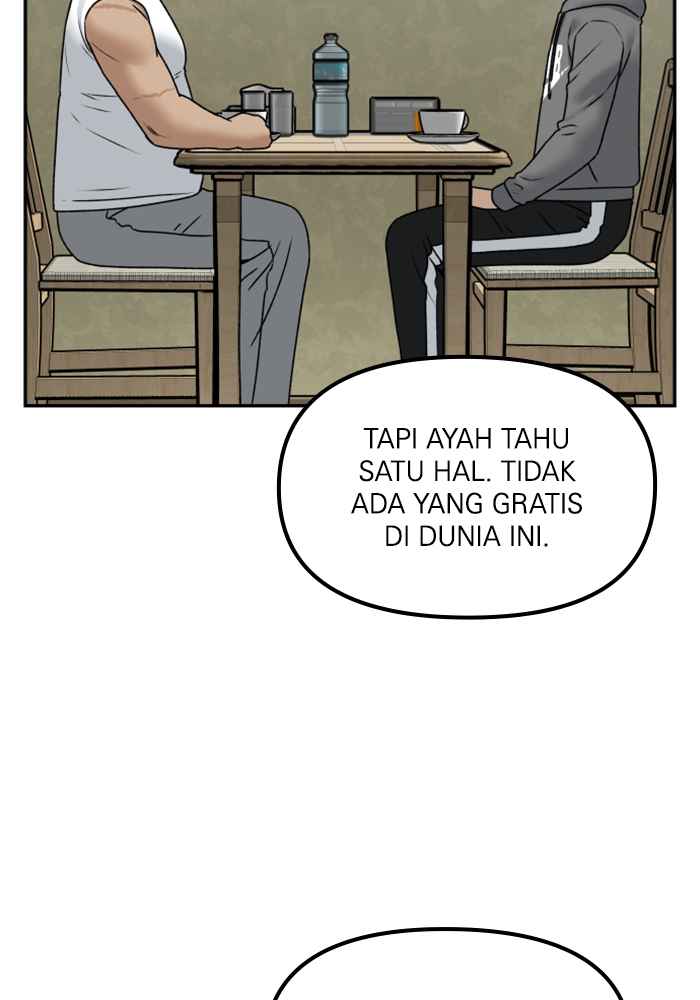 TAPI AYAH TAHU
SATU HAL. TIDAK
ADA YANG GRATIS
DI DUNIA INI.